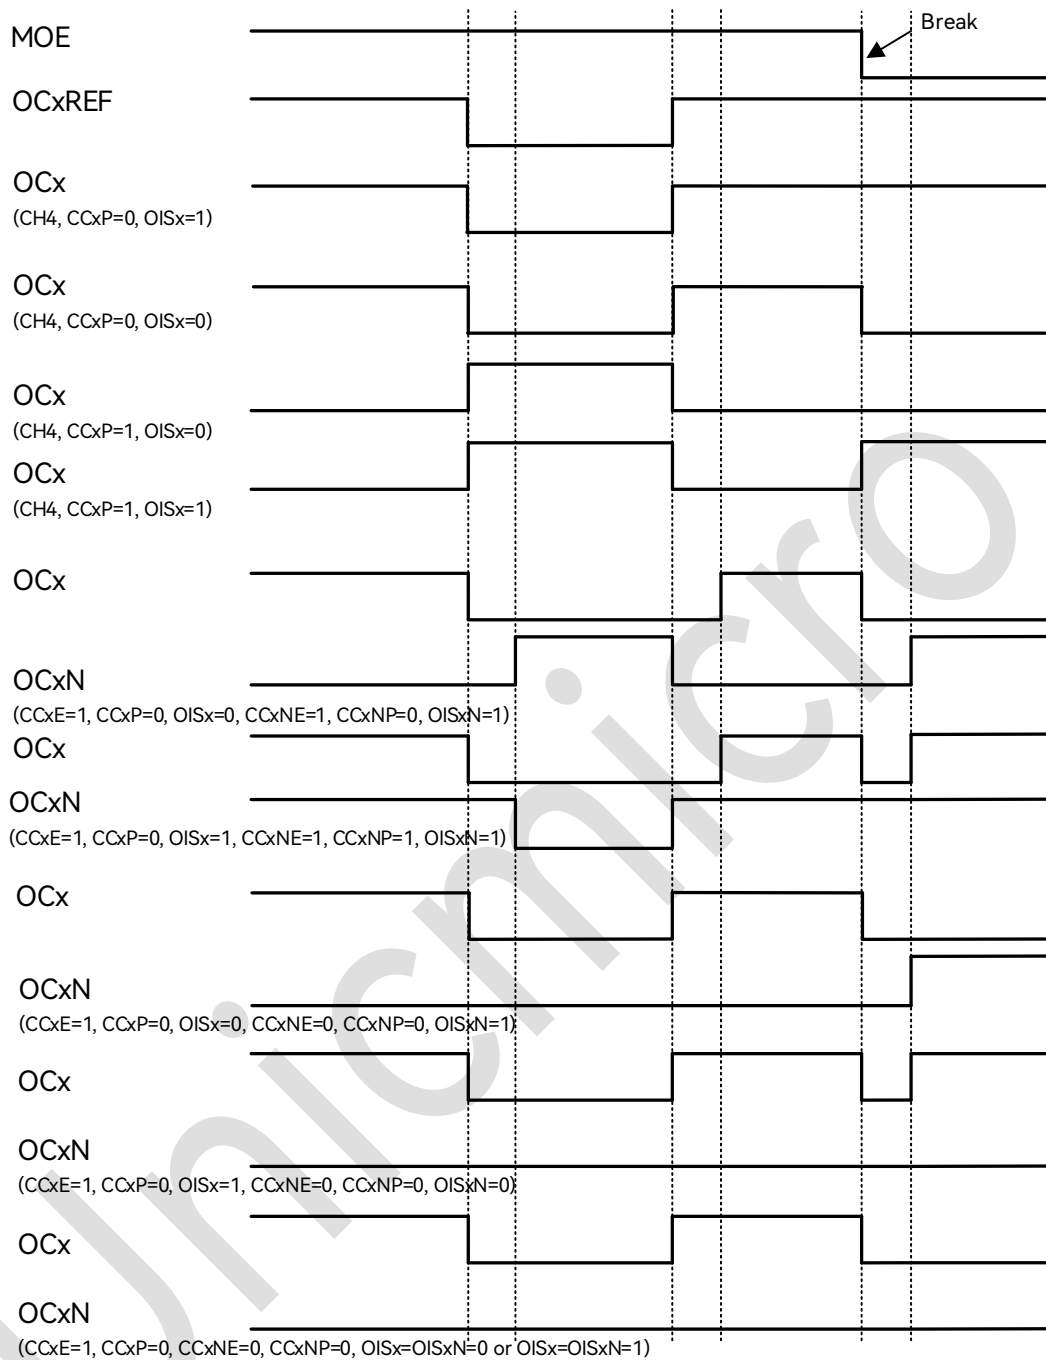 Break
MOE
OCxREF
OCx
(CH4, CCxP=0, OISx=1)
OCx
(CH4, CCxP=0, OISx=0)
OCx
(CH4, CCxP=1, OISx=0)
OCx
(CH4, CCxP=1, OISx=1)
OCx
OCxN
(CCxE=1, CCxP=0, OISx=0, CCxNE=1, CCxNP=0, OISxN=1)
OCx
OCxN
(CCxE=1, CCxP=0, OISx=1, CCxNE=1, CCxNP=1, OISxN=1)
OCx
OCxN
(CCxE=1, CCxP=0, OISx=0, CCxNE=0, CCxNP=0, OISxN=1)
OCx
OCxN
(CCxE=1, CCxP=0, OISx=1, CCxNE=0, CCxNP=0, OISxN=0)
OCx
OCxN
(CCxE=1, CCxP=0, CCxNE=0, CCxNP=0, OISx=OISxN=0 or OISx=OISxN=1)
Unicmicro